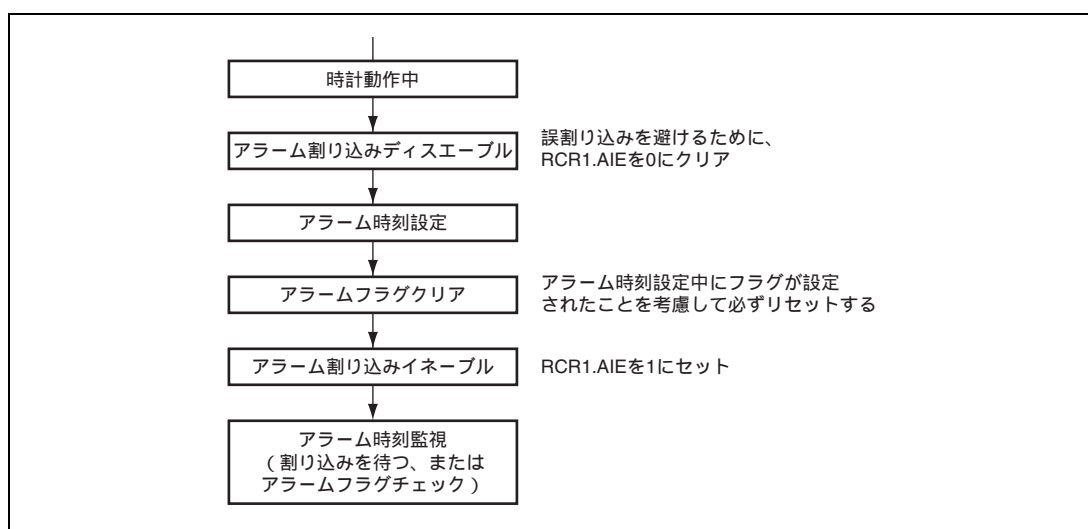 時計動作中
アラーム割り込みディスエーブル
誤割り込みを避けるために、
RCR1.AIEを0にクリア
アラーム時刻設定
アラームフラグクリア
アラーム時刻設定中にフラグが設定
されたことを考慮して必ずリセットする
アラーム割り込みイネーブル
RCR1.AIEを1にセット
アラーム時刻監視
(割り込みを待つ、または
アラームフラグチェック)